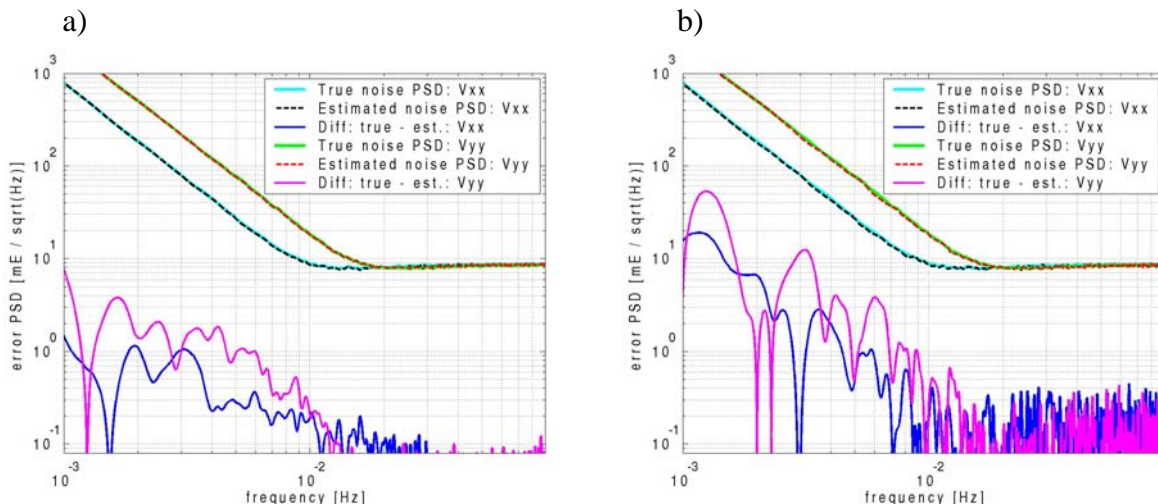 a)
10^3
10^2
10^1
10^0
10^-1
error PSD [mE / sqrt(Hz)]
True noise PSD: Vxx
Estimated noise PSD: Vxx
Diff: true - est.: Vxx
True noise PSD: Vyy
Estimated noise PSD: Vyy
Diff: true - est.: Vyy
10^-3
10^-2
frequency [Hz]
b)
10^3
10^2
10^1
10^0
10^-1
error PSD [mE / sqrt(Hz)]
True noise PSD: Vxx
Estimated noise PSD: Vxx
Diff: true - est.: Vxx
True noise PSD: Vyy
Estimated noise PSD: Vyy
Diff: true - est.: Vyy
10^-3
10^-2
frequency [Hz]